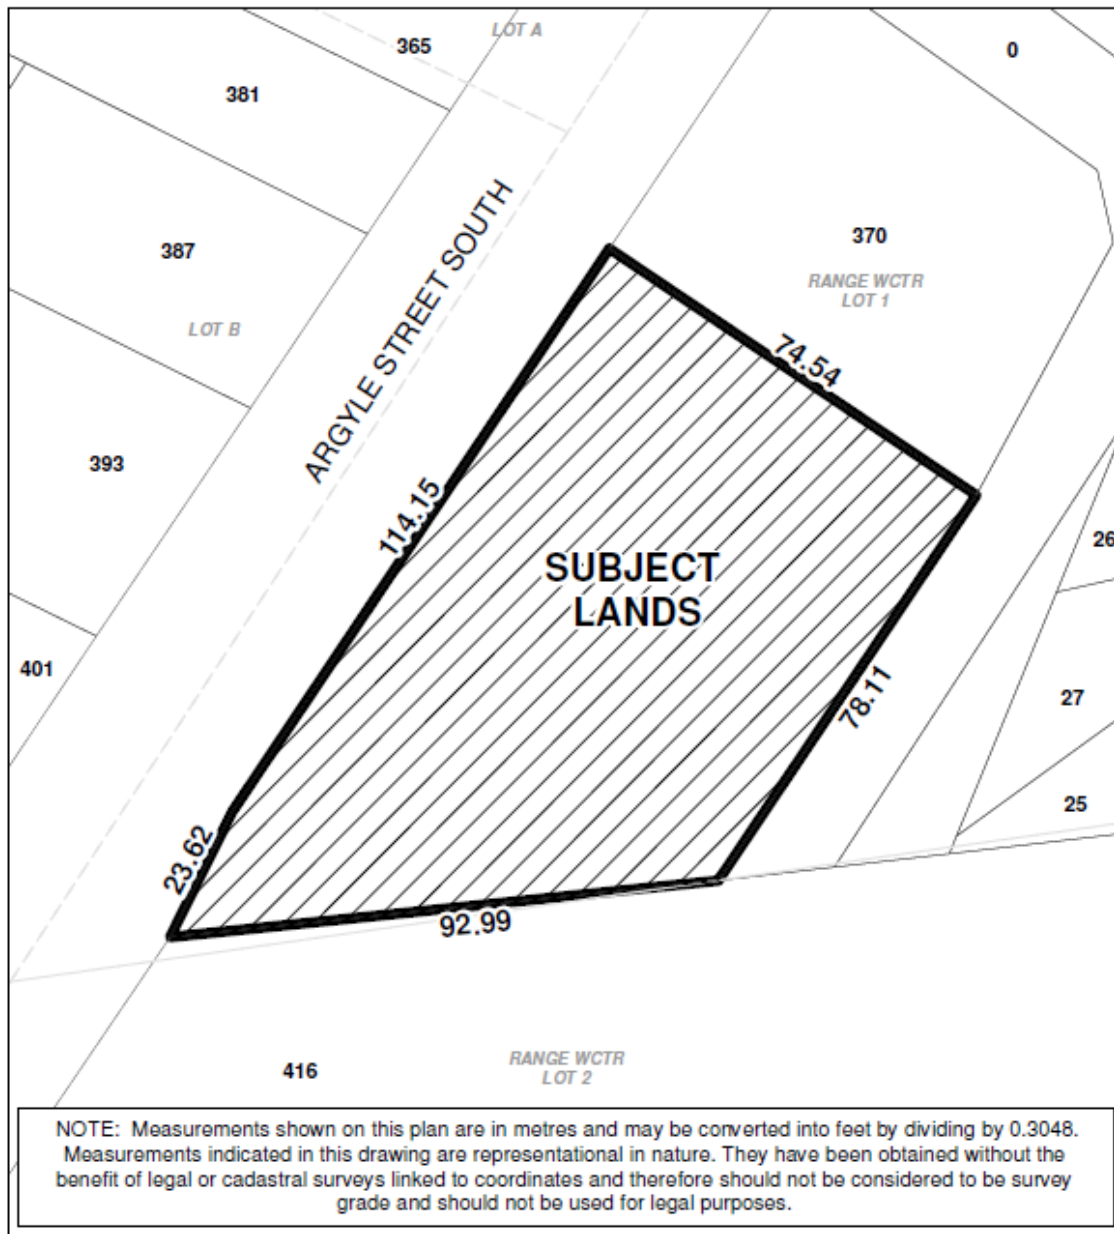 LOT A
365
0
381
ARGYLE STREET SOUTH
370
387
RANGE WCTR
LOT 1
LOT B
74.54
393
114.15
26
SUBJECT
LANDS
401
78.11
27
25
23.62
92.99
416
RANGE WCTR
LOT 2
NOTE: Measurements shown on this plan are in metres and may be converted into feet by dividing by 0.3048.
Measurements indicated in this drawing are representational in nature. They have been obtained without the
benefit of legal or cadastral surveys linked to coordinates and therefore should not be considered to be survey
grade and should not be used for legal purposes.